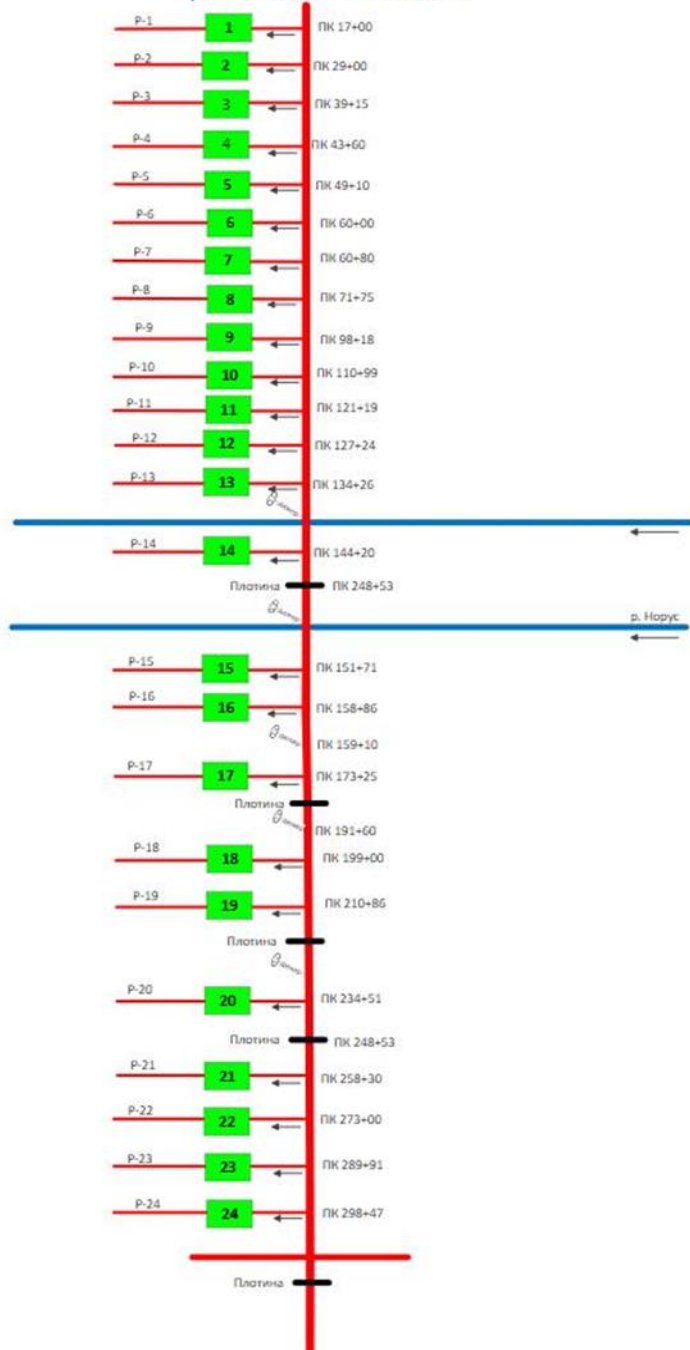 Р-1 1 ПК 17+00
Р-2 2 ПК 29+00
Р-3 3 ПК 39+15
Р-4 4 ПК 43+60
Р-5 5 ПК 49+10
Р-6 6 ПК 60+00
Р-7 7 ПК 60+80
Р-8 8 ПК 71+75
Р-9 9 ПК 98+18
Р-10 10 ПК 110+99
Р-11 11 ПК 121+19
Р-12 12 ПК 127+24
Р-13 13 ПК 134+26
Р-14 14 ПК 144+20
Плотина ПК 248+53
р. Норус
Р-15 15 ПК 151+71
Р-16 16 ПК 158+86
ПК 159+10
Р-17 17 ПК 173+25
Плотина
ПК 191+60
Р-18 18 ПК 199+00
Р-19 19 ПК 210+86
Плотина
Р-20 20 ПК 234+51
Плотина ПК 248+53
Р-21 21 ПК 258+30
Р-22 22 ПК 273+00
Р-23 23 ПК 289+91
Р-24 24 ПК 298+47
Плотина